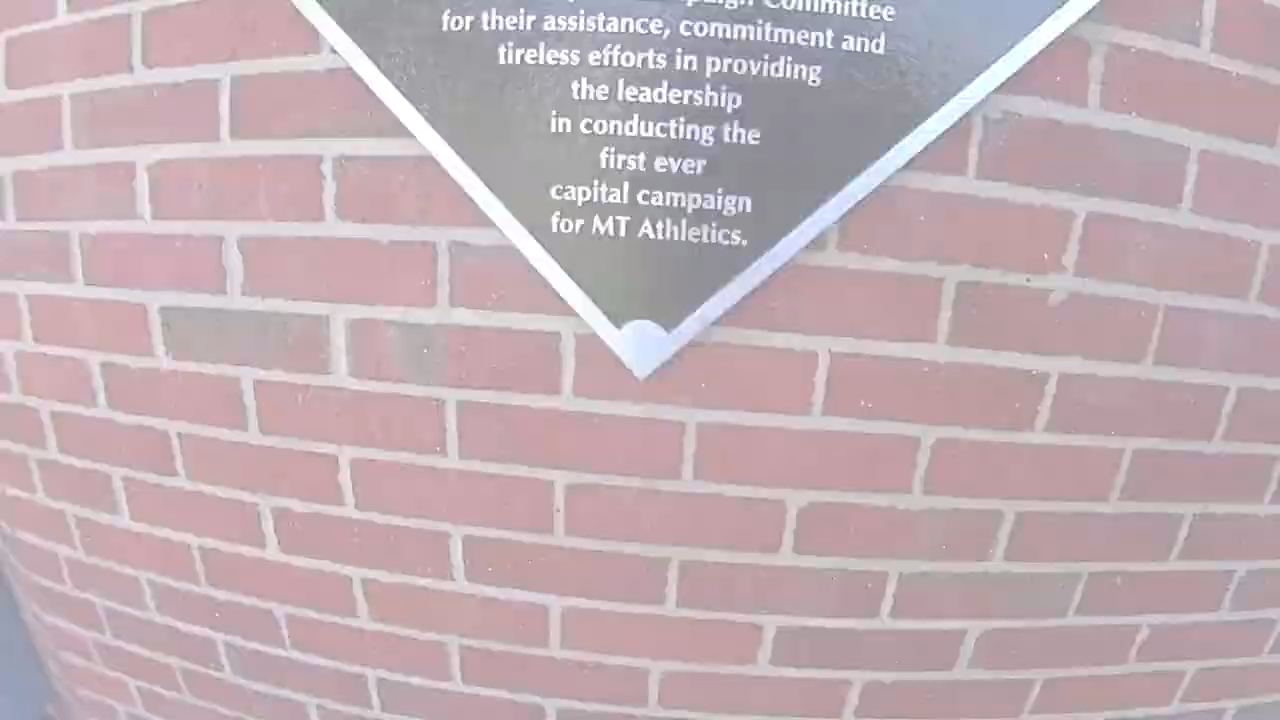 Committee
for their assistance, commitment and
tireless efforts in providing
the leadership
in conducting the
first ever
capital campaign
for MT Athletics.